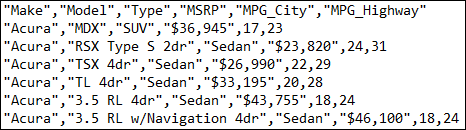 "Make","Model","Type","MSRP","MPG_City","MPG_Highway"
"Acura","MDX","SUV","$36,945",17,23
"Acura","RSX Type S 2dr","Sedan","$23,820",24,31
"Acura","TSX 4dr","Sedan","$26,990",22,29
"Acura","TL 4dr","Sedan","$33,195",20,28
"Acura","3.5 RL 4dr","Sedan","$43,755",18,24
"Acura","3.5 RL w/Navigation 4dr","Sedan","$46,100",18,24